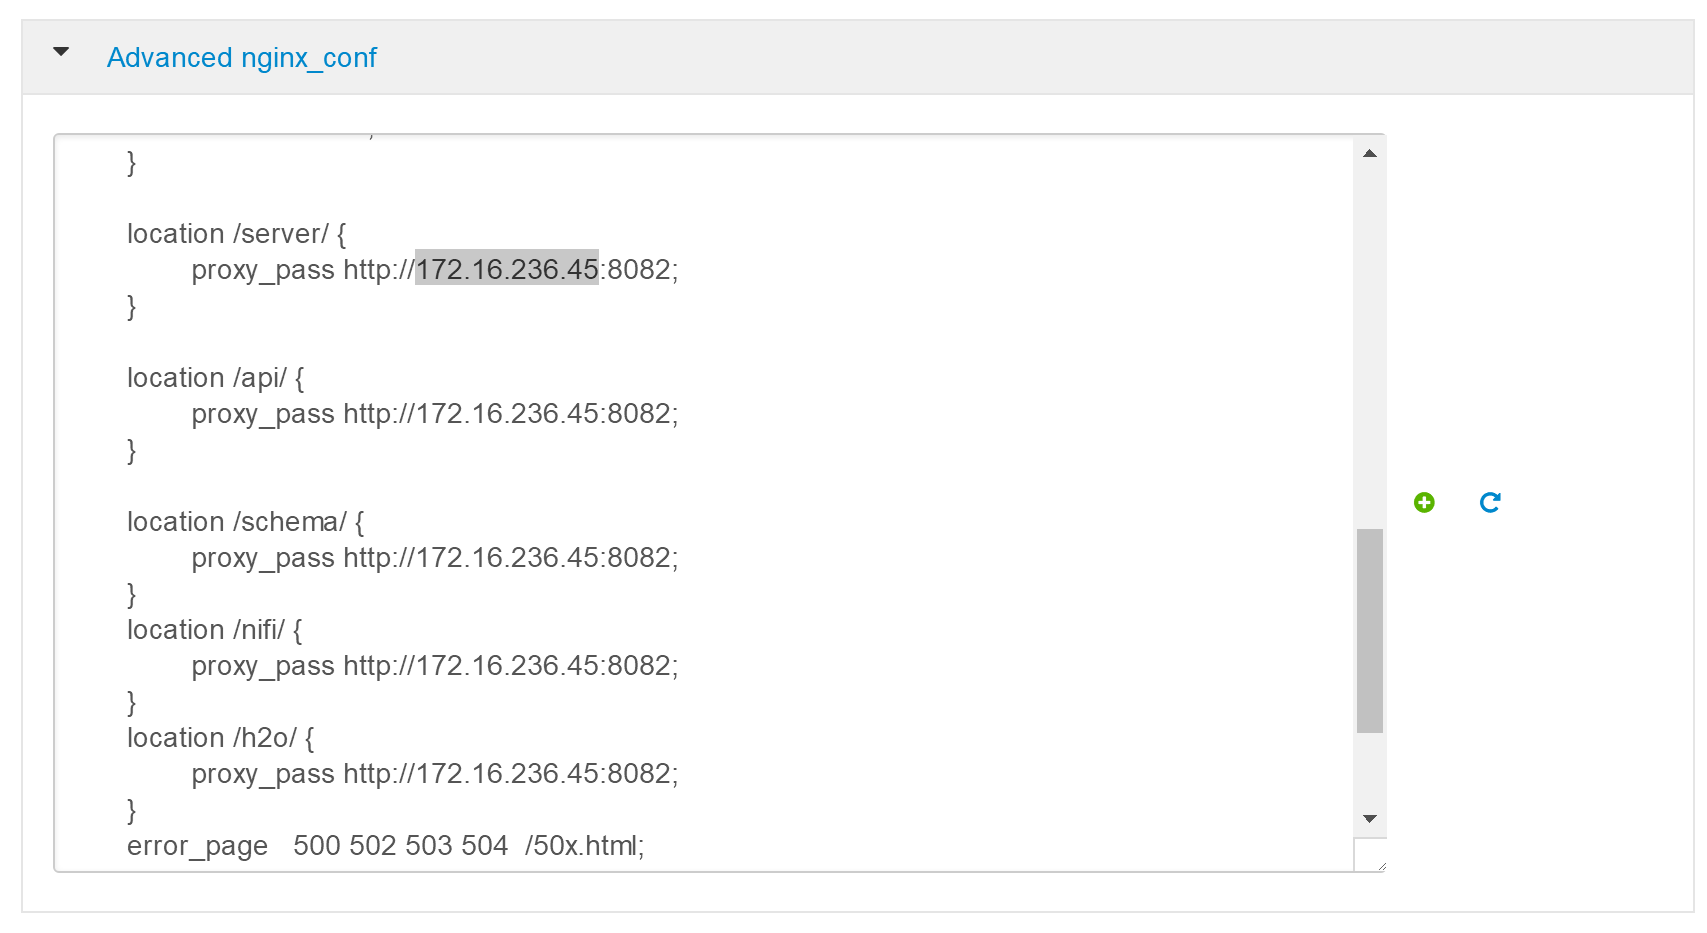 Advanced nginx_conf
}
location /server/ {
proxy_pass http://172.16.236.45:8082;
}
location /api/ {
proxy_pass http://172.16.236.45:8082;
}
location /schema/ {
proxy_pass http://172.16.236.45:8082;
}
location /nifi/ {
proxy_pass http://172.16.236.45:8082;
}
location /h2o/ {
proxy_pass http://172.16.236.45:8082;
}
error_page   500 502 503 504  /50x.html;